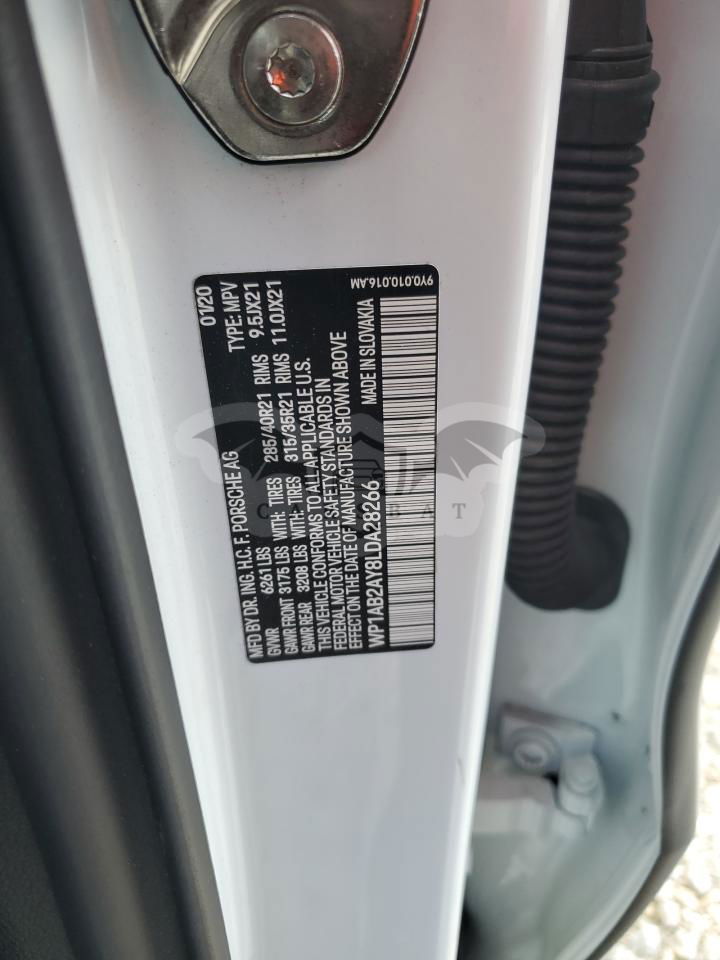 MFD BY DR. ING. H.C. F. PORSCHE AG 01/20
GVWR 6261 LBS WITH: TIRES 285/40R21 RIMS TYPE: MPV 9.5JX21
GAWR FRONT 3175 LBS WITH: TIRES 315/35R21 RIMS 11.0JX21
GAWR REAR 3208 LBS
THIS VEHICLE CONFORMS TO ALL APPLICABLE U.S.
FEDERAL MOTOR VEHICLE SAFETY STANDARDS IN
EFFECT ON THE DATE OF MANUFACTURE SHOWN ABOVE
WP1AB2AY8LDA28266 MADE IN SLOVAKIA
9Y0.010.016.AM